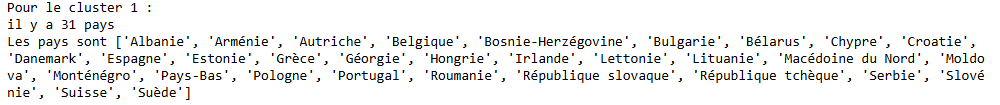 Pour le cluster 1 :
il y a 31 pays
Les pays sont ['Albanie', 'Arménie', 'Autriche', 'Belgique', 'Bosnie-Herzégovine', 'Bulgarie', 'Bélarus', 'Chypre', 'Croatie',
'Danemark', 'Espagne', 'Estonie', 'Grèce', 'Géorgie', 'Hongrie', 'Irlande', 'Lettonie', 'Lituanie', 'Macédoine du Nord', 'Moldo
va', 'Monténégro', 'Pays-Bas', 'Pologne', 'Portugal', 'Roumanie', 'République slovaque', 'République tchèque', 'Serbie', 'Slové
nie', 'Suisse', 'Suède']